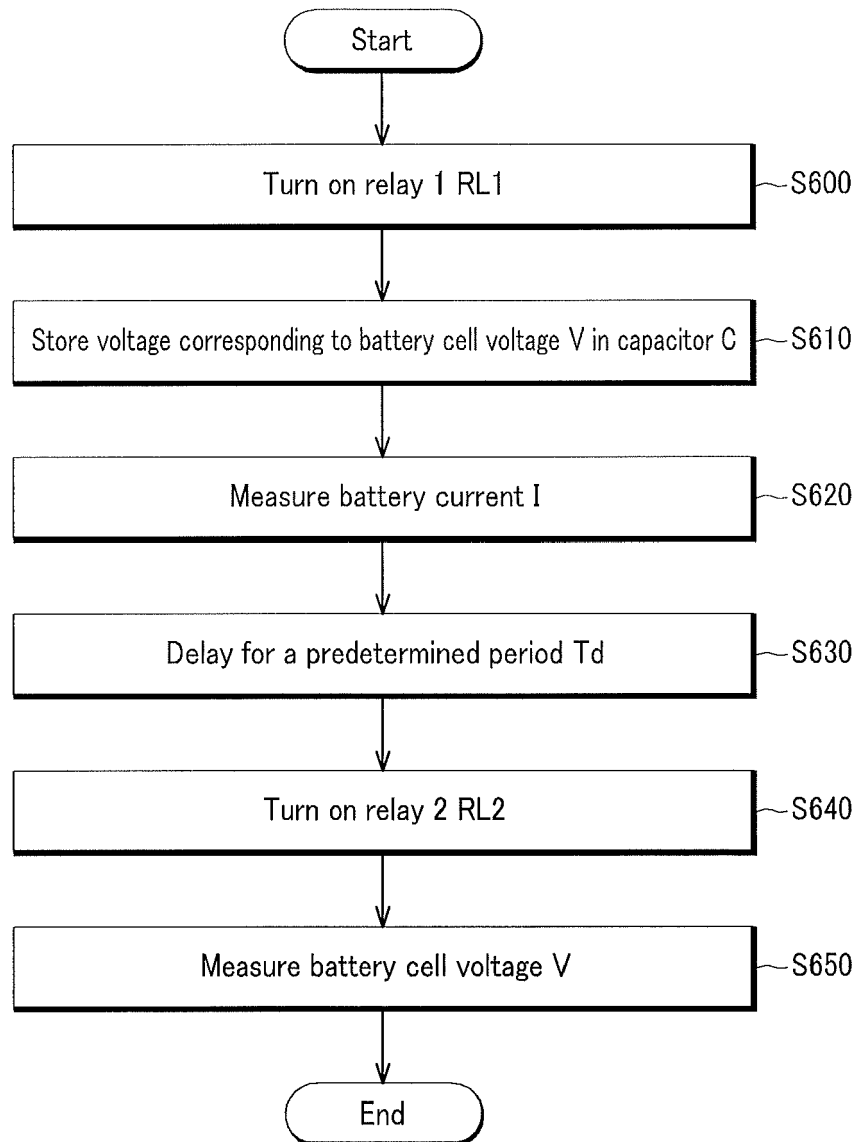 Start
Turn on relay 1 RL1
S600
Store voltage corresponding to battery cell voltage V in capacitor C
S610
Measure battery current I
S620
Delay for a predetermined period Td
S630
Turn on relay 2 RL2
S640
Measure battery cell voltage V
S650
End